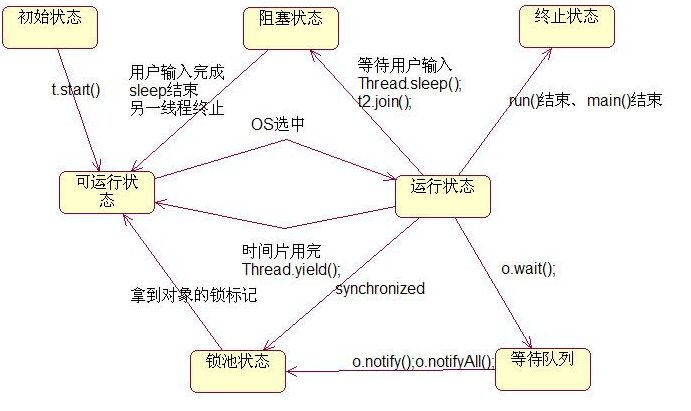 初始状态
阻塞状态
终止状态
t.start()
用户输入完成
sleep结束
另一线程终止
等待用户输入
Thread.sleep();
t2.join();
run()结束、main()结束
OS选中
可运行状
态
运行状态
时间片用完
Thread.yield();
synchronized
o.wait();
拿到对象的锁标记
锁池状态
o.notify();o.notifyAll();
等待队列